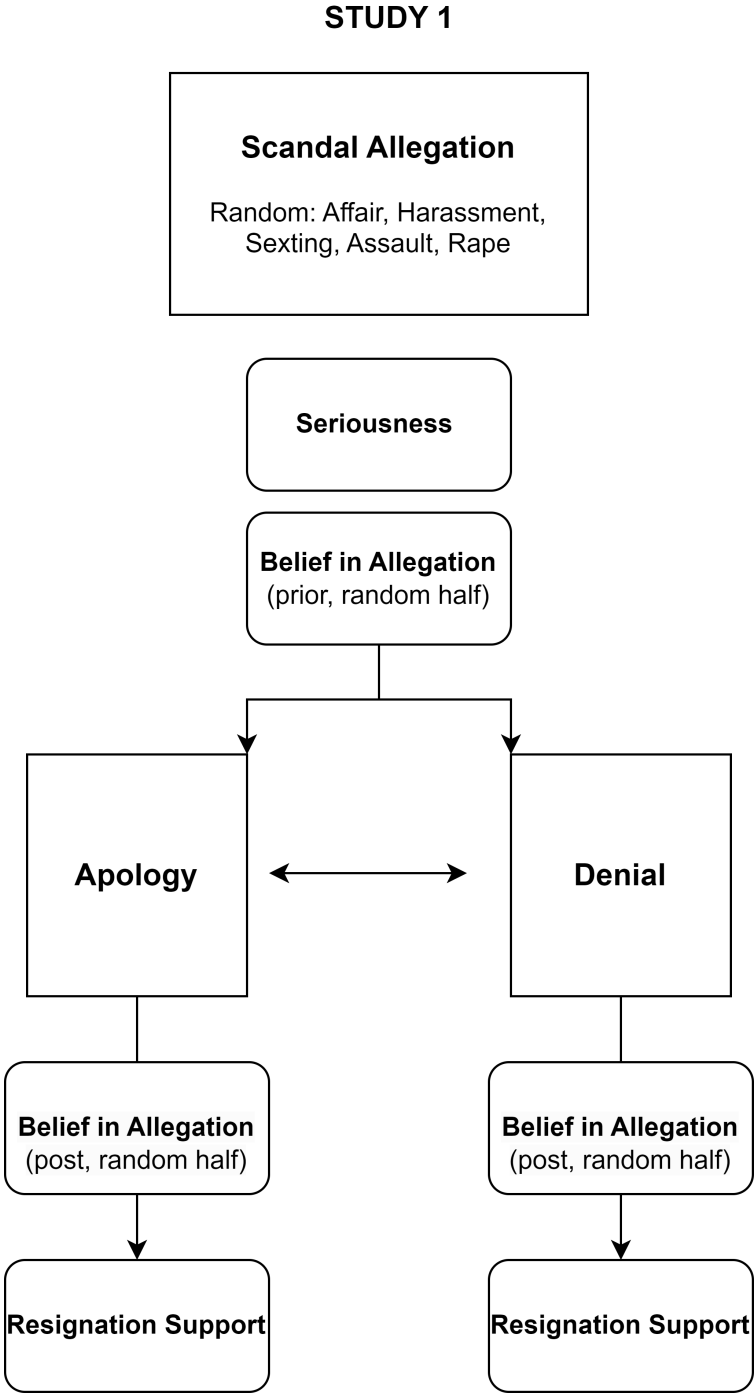 STUDY 1
Scandal Allegation
Random: Affair, Harassment,
Sexting, Assault, Rape
Seriousness
Belief in Allegation
(prior, random half)
Apology
Denial
Belief in Allegation
(post, random half)
Belief in Allegation
(post, random half)
Resignation Support
Resignation Support